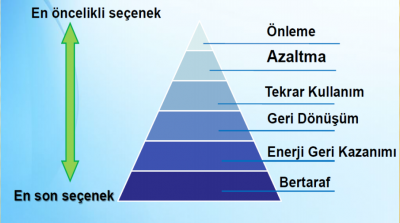 En öncelikli seçenek
Önleme
Azaltma
Tekrar Kullanım
Geri Dönüşüm
Enerji Geri Kazanımı
Bertaraf
En son seçenek